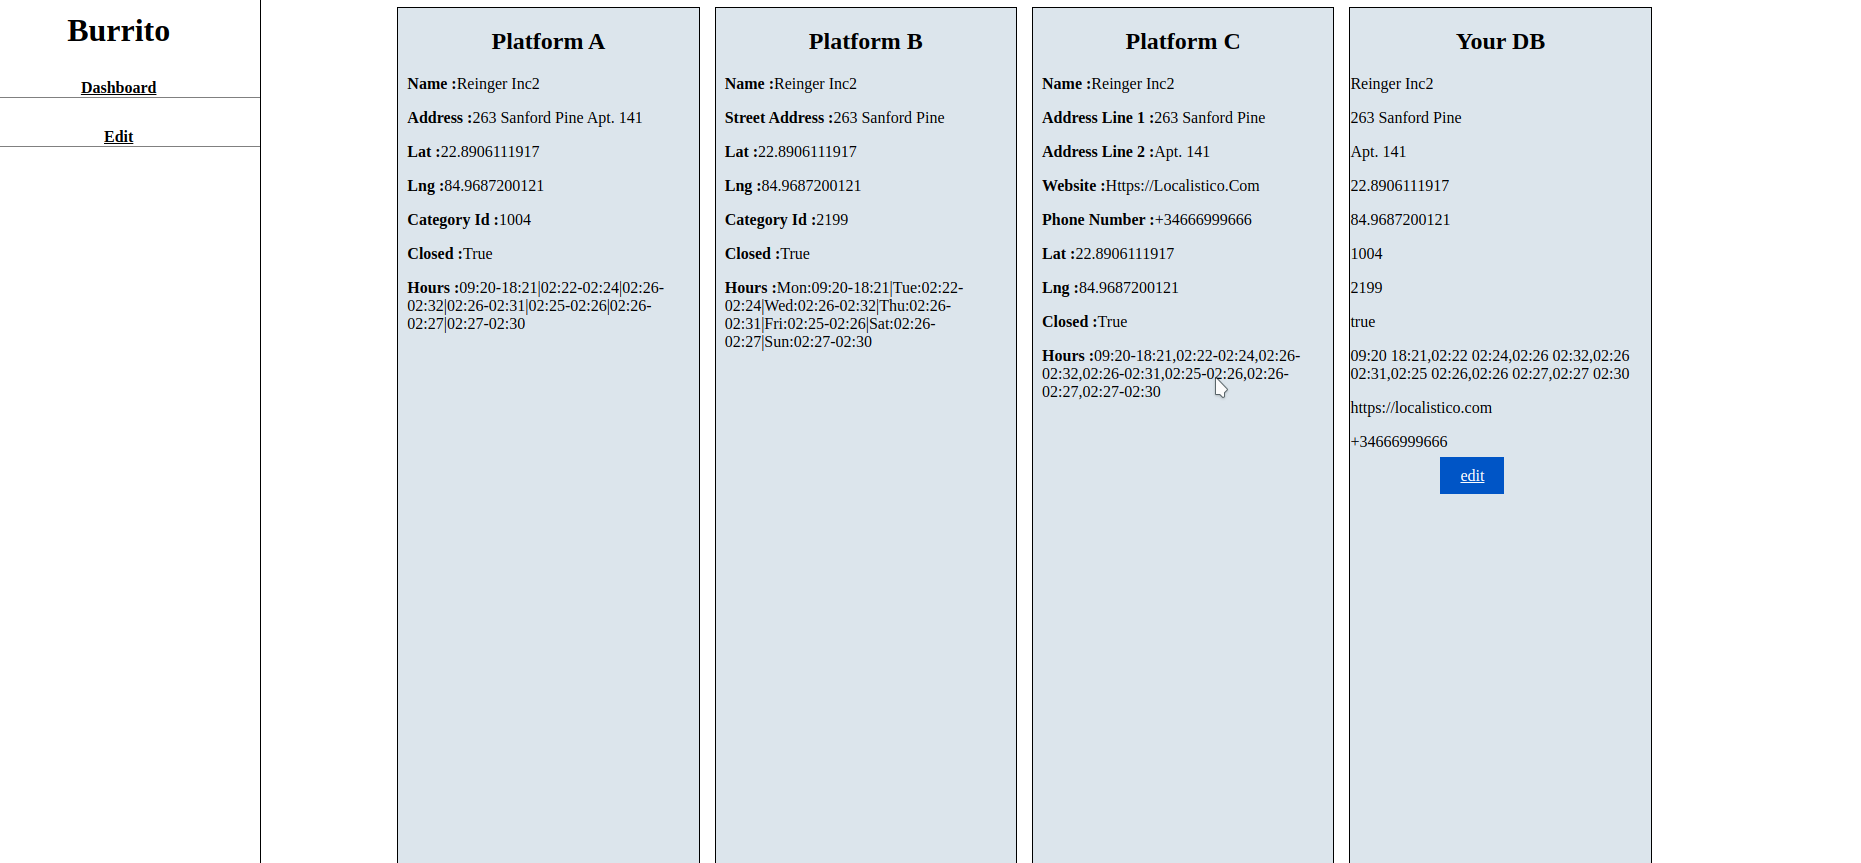 Burrito
Dashboard
Edit
Platform A
Name :Reinger Inc2
Address :263 Sanford Pine Apt. 141
Lat :22.8906111917
Lng :84.9687200121
Category Id :1004
Closed :True
Hours :09:20-18:21|02:22-02:24|02:26-
02:32|02:26-02:31|02:25-02:26|02:26-
02:27|02:27-02:30
Platform B
Name :Reinger Inc2
Street Address :263 Sanford Pine
Lat :22.8906111917
Lng :84.9687200121
Category Id :2199
Closed :True
Hours :Mon:09:20-18:21|Tue:02:22-
02:24|Wed:02:26-02:32|Thu:02:26-
02:31|Fri:02:25-02:26|Sat:02:26-
02:27|Sun:02:27-02:30
Platform C
Name :Reinger Inc2
Address Line 1 :263 Sanford Pine
Address Line 2 :Apt. 141
Website :Https://Localistico.Com
Phone Number :+34666999666
Lat :22.8906111917
Lng :84.9687200121
Closed :True
Hours :09:20-18:21,02:22-02:24,02:26-
02:32,02:26-02:31,02:25-02:26,02:26-
02:27,02:27-02:30
Your DB
Reinger Inc2
263 Sanford Pine
Apt. 141
22.8906111917
84.9687200121
1004
2199
true
09:20 18:21,02:22 02:24,02:26 02:32,02:26
02:31,02:25 02:26,02:26 02:27,02:27 02:30
https://localistico.com
+34666999666
edit